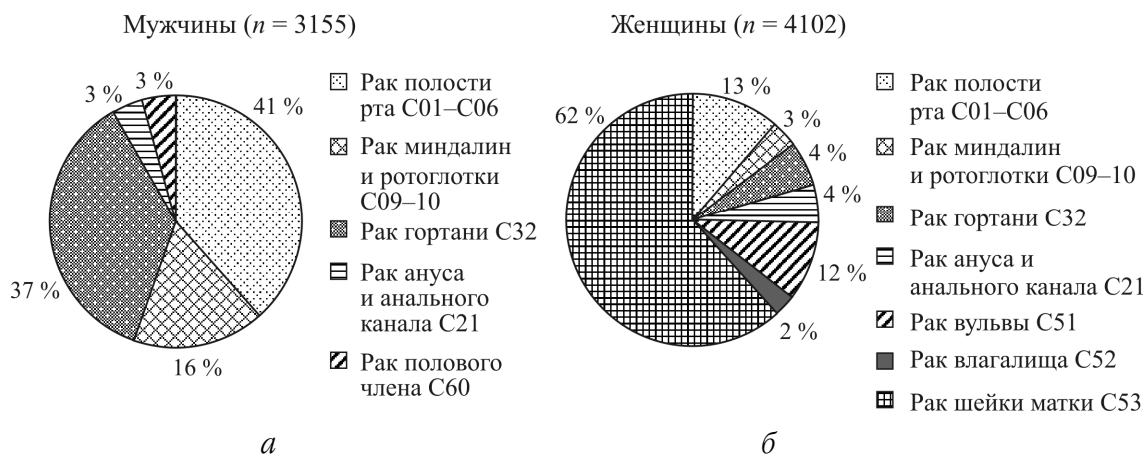 Мужчины (n = 3155)
3 %
3 %
41 %
37 %
16 %
Рак полости
рта C01–C06
Рак миндалин
и ротоглотки
C09–10
Рак гортани C32
Рак ануса
и анального
канала C21
Рак полового
члена C60
а
Женщины (n = 4102)
62 %
13 %
3 %
4 %
4 %
12 %
2 %
Рак полости
рта C01–C06
Рак миндалин
и ротоглотки C09–10
Рак гортани C32
Рак ануса и
анального канала C21
Рак вульвы C51
Рак влагалища C52
Рак шейки матки C53
б